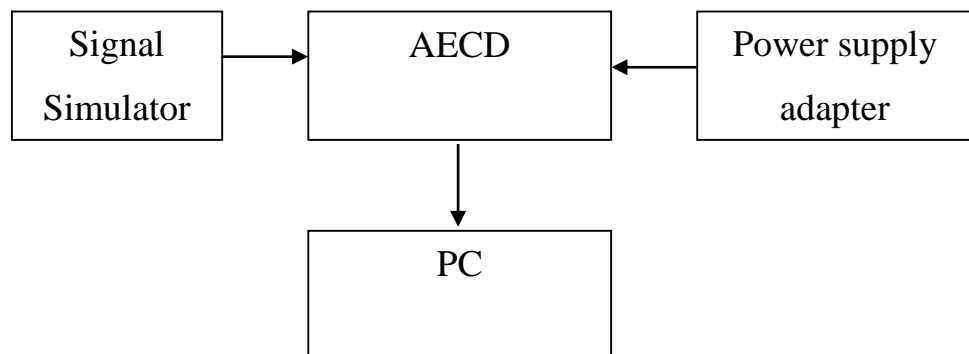 Signal
Simulator
AECD
Power supply
adapter
PC